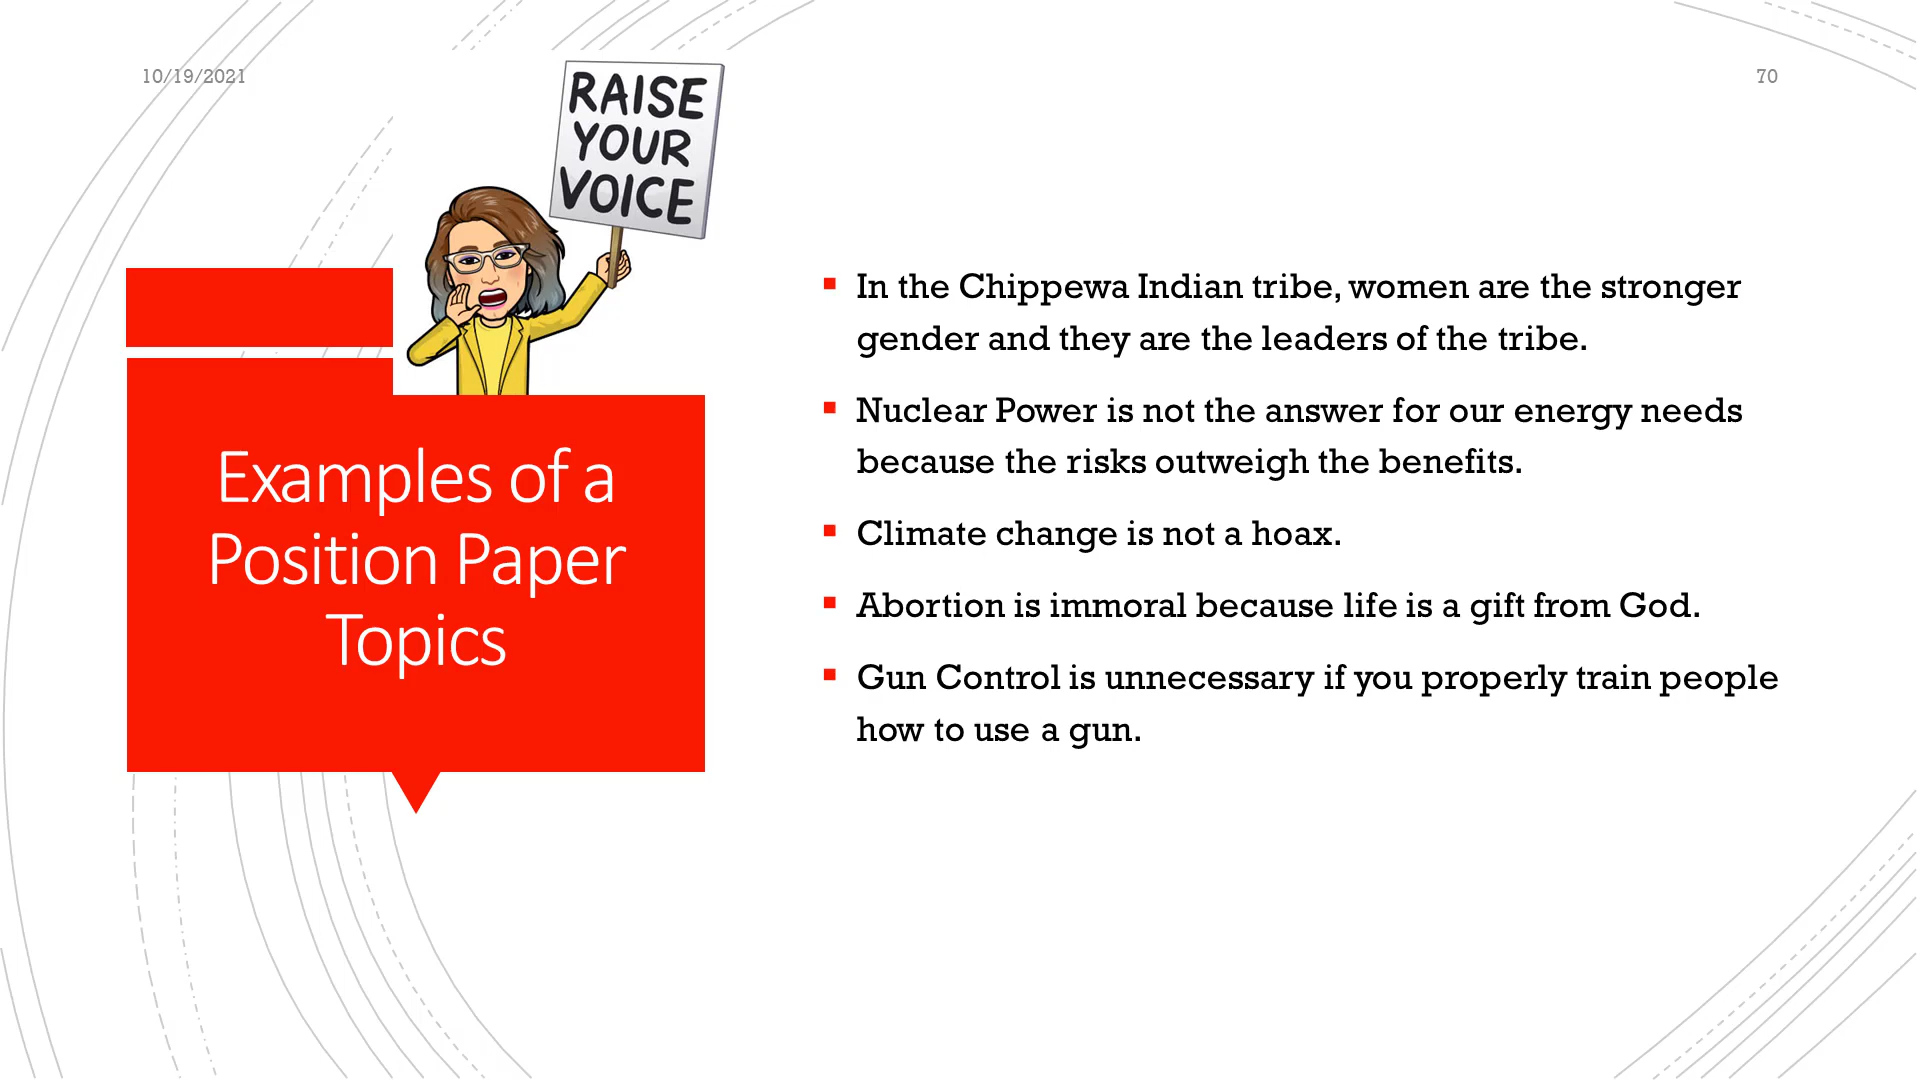 10/19/2021
70
RAISE
YOUR
VOICE
Examples of a
Position Paper
Topics
In the Chippewa Indian tribe, women are the stronger
gender and they are the leaders of the tribe.
Nuclear Power is not the answer for our energy needs
because the risks outweigh the benefits.
Climate change is not a hoax.
Abortion is immoral because life is a gift from God.
Gun Control is unnecessary if you properly train people
how to use a gun.